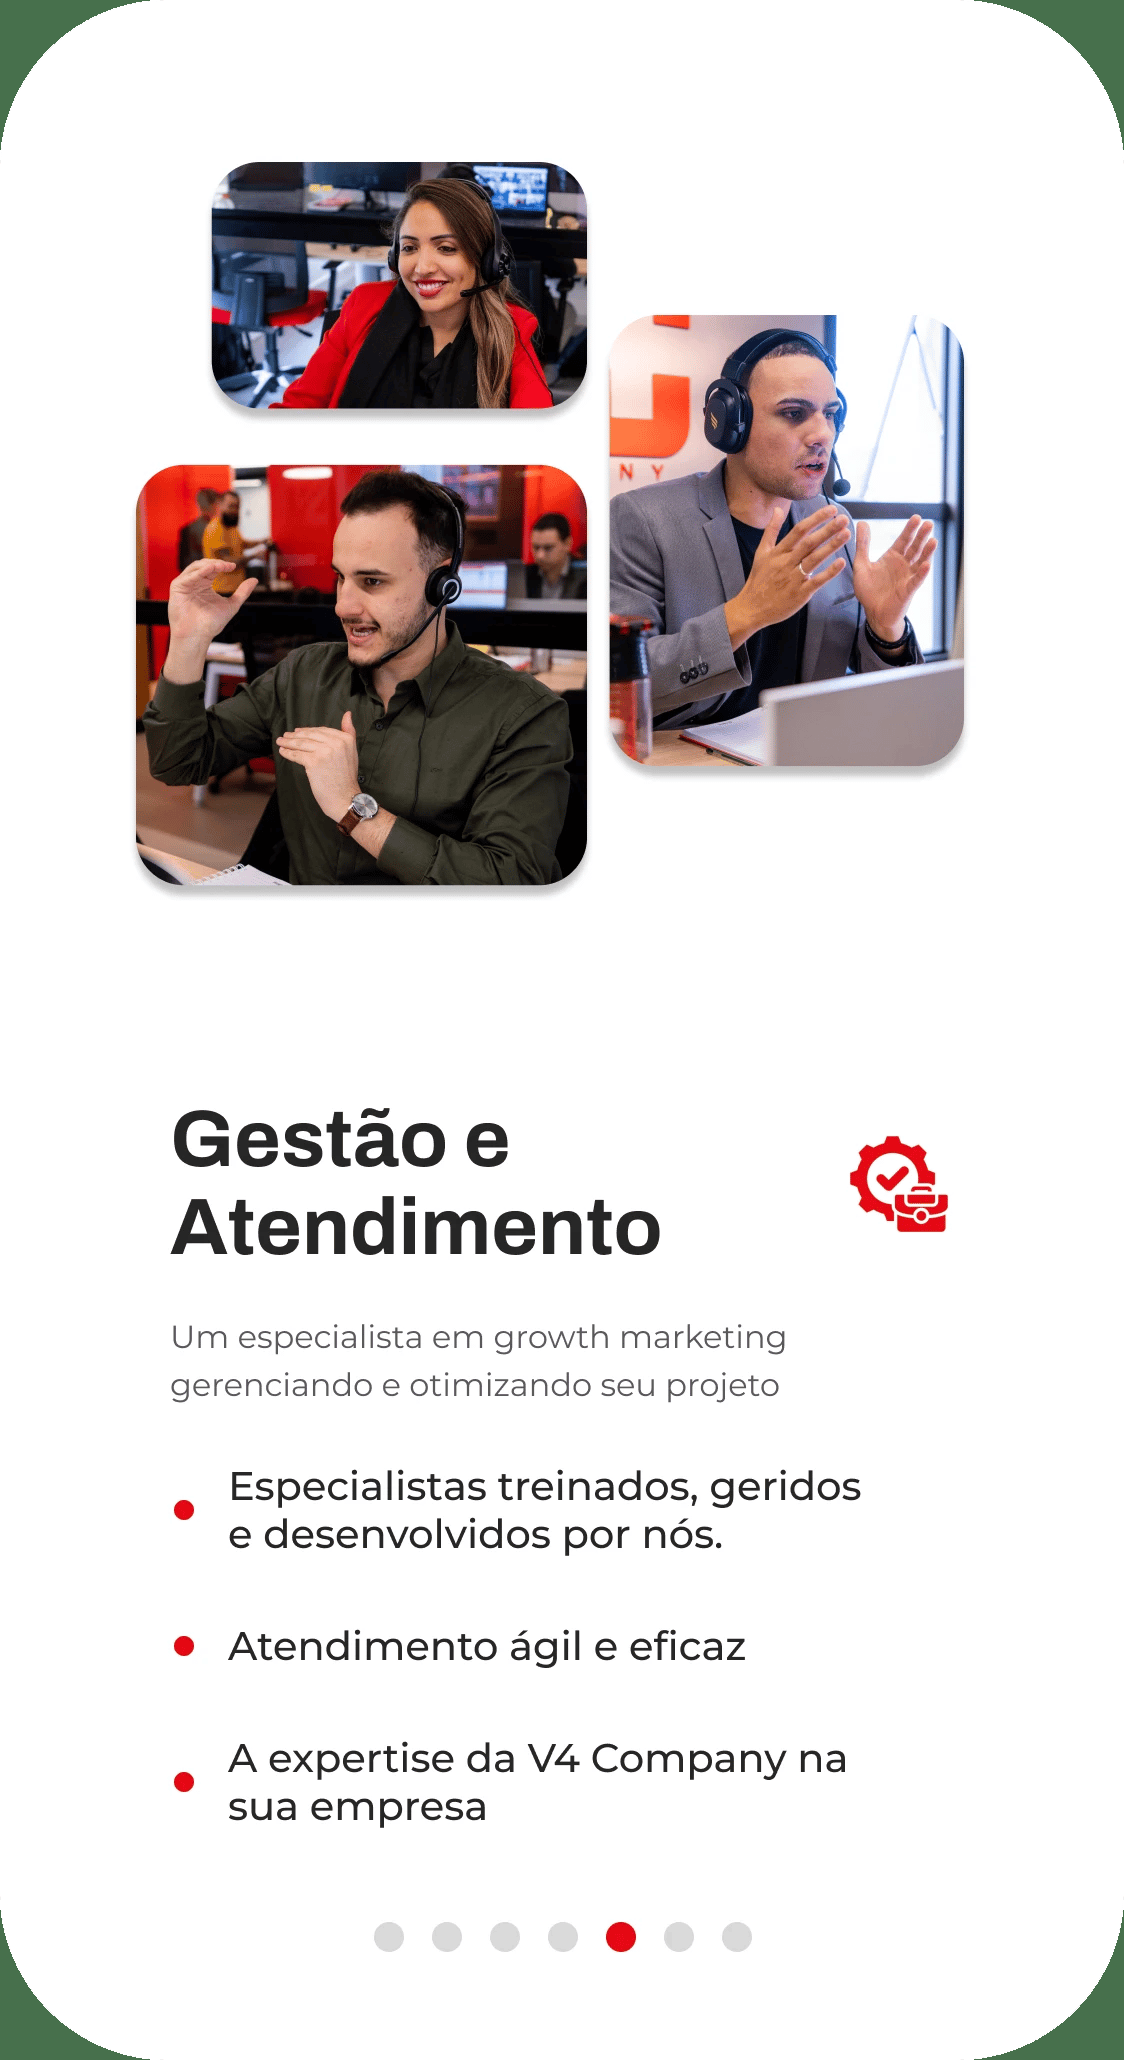 NY
Gestão e
Atendimento
Um especialista em growth marketing
gerenciando e otimizando seu projeto
Especialistas treinados, geridos
e desenvolvidos por nós.
Atendimento ágil e eficaz
A expertise da V4 Company na
sua empresa